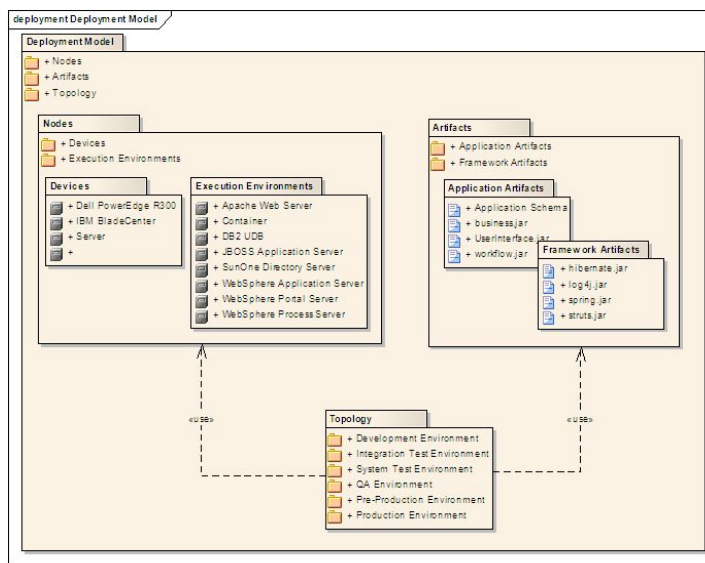 deployment Deployment Model
Deployment Model
+ Nodes
+ Artifacts
+ Topology
Nodes
+ Devices
+ Execution Environments
Devices
+ Dell PowerEdge R300
+ IBM BladeCenter
+ Server
+
Execution Environments
+ Apache Web Server
+ Container
+ DB2 UDB
+ JBOSS Application Server
+ SunOne Directory Server
+ WebSphere Application Server
+ WebSphere Portal Server
+ WebSphere Process Server
Artifacts
+ Application Artifacts
+ Framework Artifacts
Application Artifacts
+ Application Schema
+ business.jar
+ UserInterface.jar
+ workflow.jar
Framework Artifacts
+ hibernate.jar
+ log4j.jar
+ spring.jar
+ struts.jar
«use»
«use»
Topology
+ Development Environment
+ Integration Test Environment
+ System Test Environment
+ QA Environment
+ Pre-Production Environment
+ Production Environment